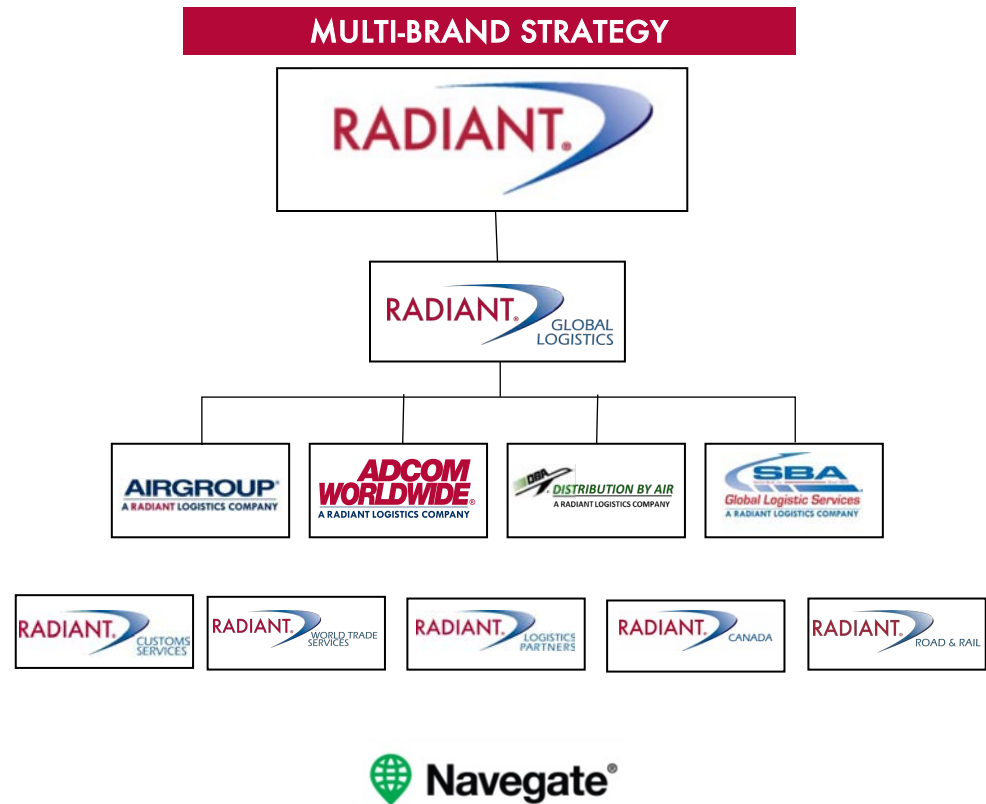 MULTI-BRAND STRATEGY
RADIANT.®
RADIANT.®
GLOBAL
LOGISTICS
AIRGROUP®
A RADIANT LOGISTICS COMPANY
ADCOM
WORLDWIDE®
A RADIANT LOGISTICS COMPANY
DBA
DISTRIBUTION BY AIR
A RADIANT LOGISTICS COMPANY
SBA
Global Logistic Services
A RADIANT LOGISTICS COMPANY
RADIANT.®
CUSTOMS
SERVICES
RADIANT.®
WORLD TRADE
SERVICES
RADIANT.®
LOGISTICS
PARTNERS
RADIANT.®
CANADA
RADIANT.®
ROAD & RAIL
Navegate®